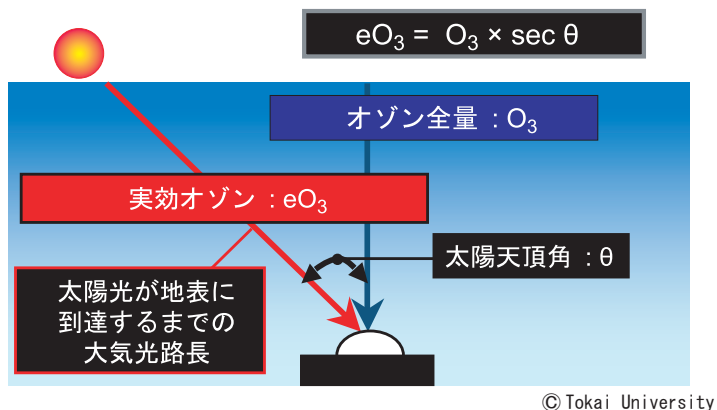 eO₃ = O₃ × sec θ
オゾン全量 : O₃
実効オゾン : eO₃
太陽天頂角 : θ
太陽光が地表に
到達するまでの
大気光路長
© Tokai University